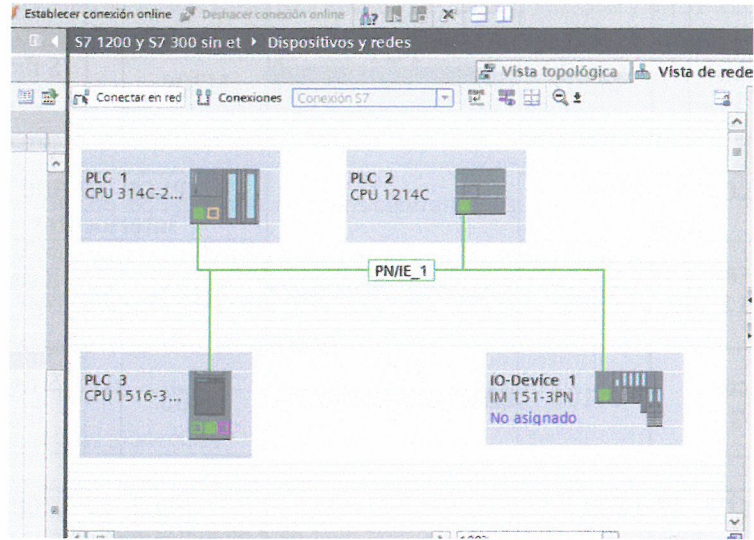 Establecer conexión online Deshacer conexión online
S7 1200 y S7 300 sin et Dispositivos y redes
Vista topológica Vista de rede
Conectar en red Conexiones Conexión S7
PLC 1
CPU 314C-2...
PLC 2
CPU 1214C
PN/IE_1
PLC 3
CPU 1516-3...
IO-Device 1
IM 151-3PN
No asignado